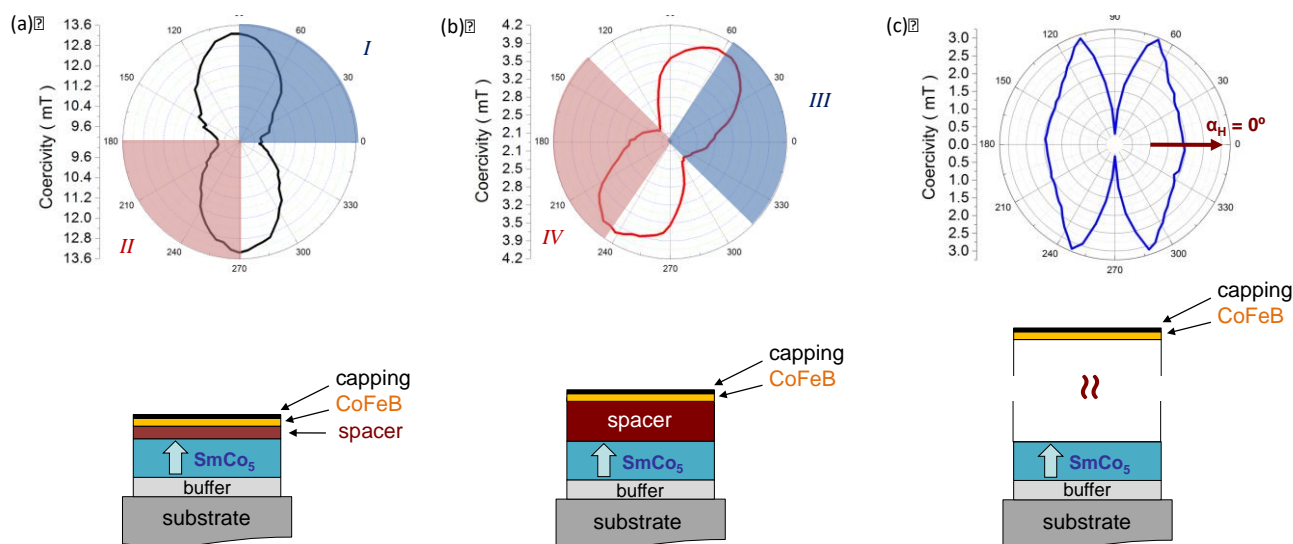 (a)
Coercivity ( mT )
13.6
12.8
12.0
11.2
10.4
9.6
9.6
10.4
11.2
12.0
12.8
13.6
90
60
30
0
330
300
270
240
210
180
150
120
I
II
(b)
Coercivity ( mT )
4.2
3.9
3.5
3.2
2.8
2.5
2.1
2.1
2.5
2.8
3.2
3.5
3.9
4.2
90
60
30
0
330
300
270
240
210
180
150
120
III
IV
(c)
Coercivity ( mT )
3.0
2.5
2.0
1.5
1.0
0.5
0.0
0.5
1.0
1.5
2.0
2.5
3.0
90
60
30
0
330
300
270
240
210
180
150
120
αH = 0º
capping
CoFeB
spacer
SmCo5
buffer
substrate
capping
CoFeB
spacer
SmCo5
buffer
substrate
capping
CoFeB
≈
SmCo5
buffer
substrate